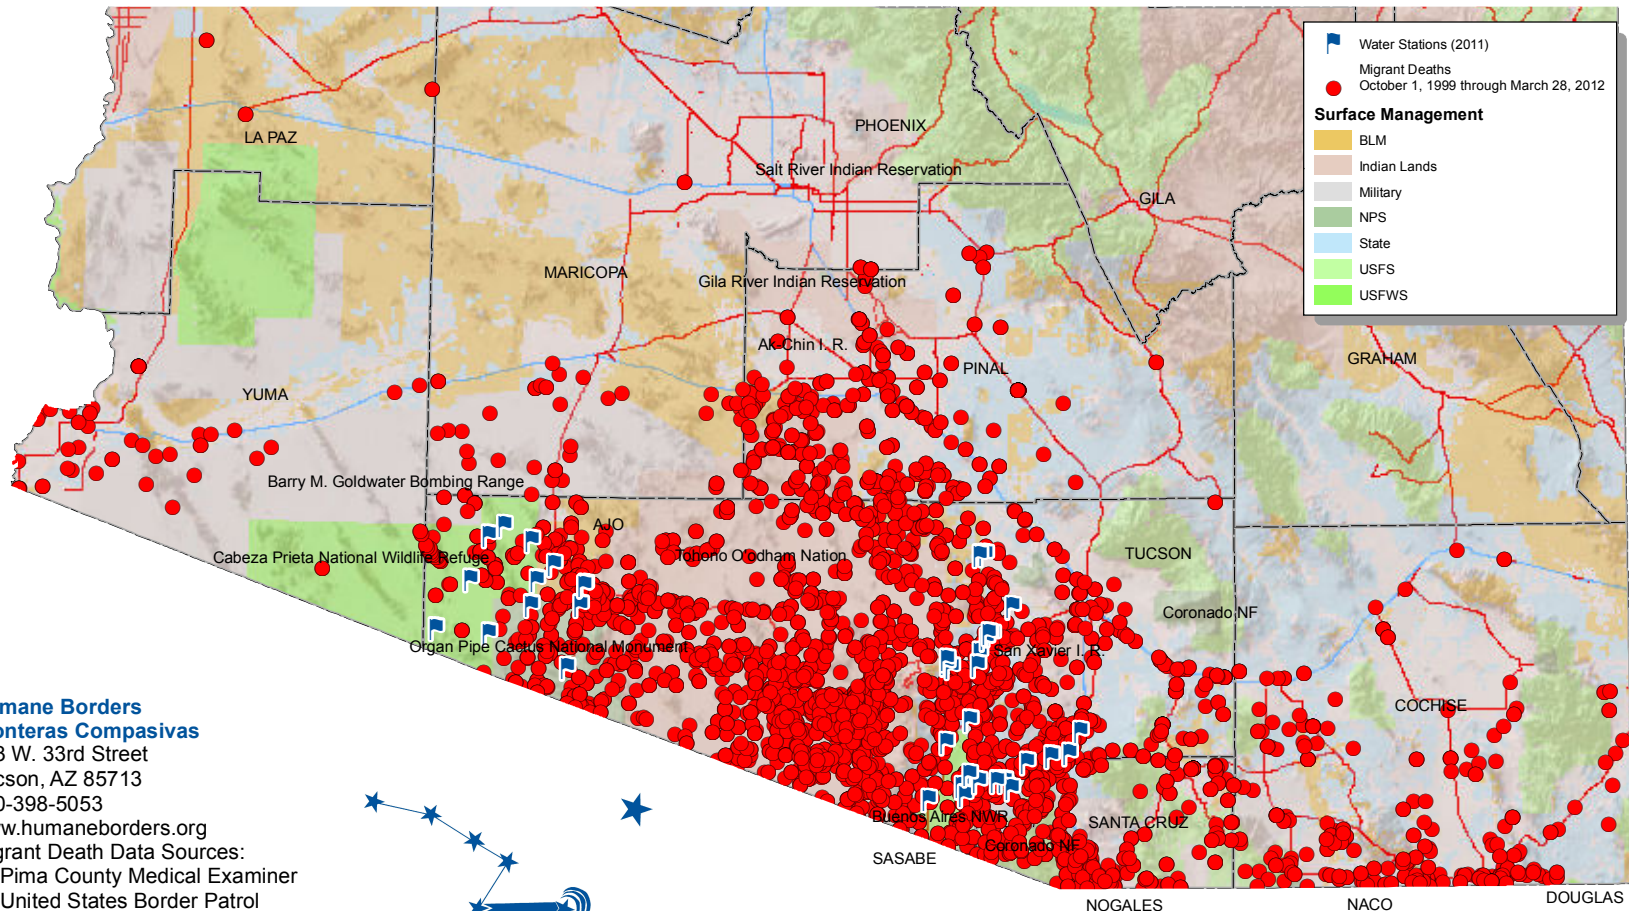 Water Stations (2011)
Migrant Deaths
October 1, 1999 through March 28, 2012
Surface Management
BLM
Indian Lands
Military
NPS
State
USFS
USFWS
LA PAZ
PHOENIX
Salt River Indian Reservation
GILA
MARICOPA
Gila River Indian Reservation
Ak-Chin I. R.
PINAL
GRAHAM
YUMA
Barry M. Goldwater Bombing Range
AJO
Cabeza Prieta National Wildlife Refuge
Tohono O'odham Nation
TUCSON
Coronado NF
Organ Pipe Cactus National Monument
San Xavier I. R.
COCHISE
Buenos Aires NWR
SANTA CRUZ
Coronado NF
SASABE
NOGALES
NACO
DOUGLAS
mane Borders
onteras Compasivas
3 W. 33rd Street
cson, AZ 85713
0-398-5053
ww.humaneborders.org
grant Death Data Sources:
Pima County Medical Examiner
United States Border Patrol